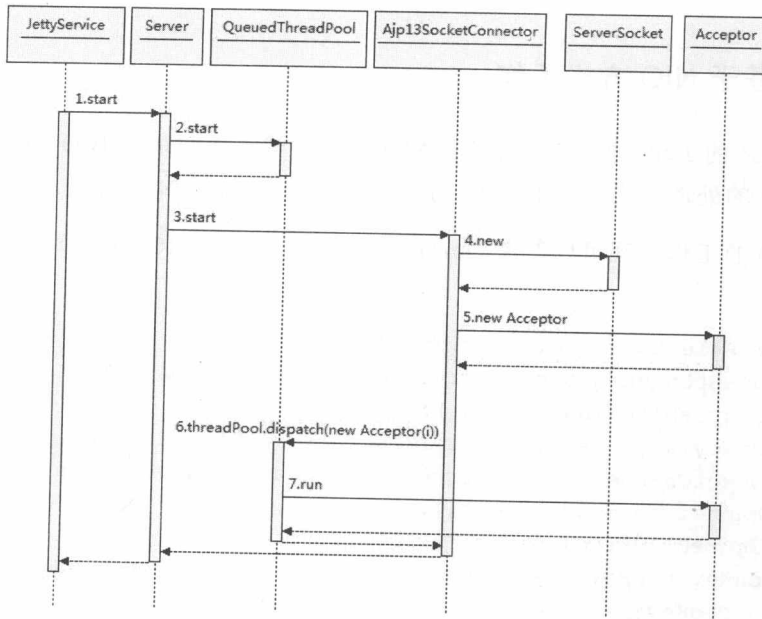 JettyService
Server
QueuedThreadPool
Ajp13SocketConnector
ServerSocket
Acceptor
1.start
2.start
3.start
4.new
5.new Acceptor
6.threadPool.dispatch(new Acceptor(i))
7.run